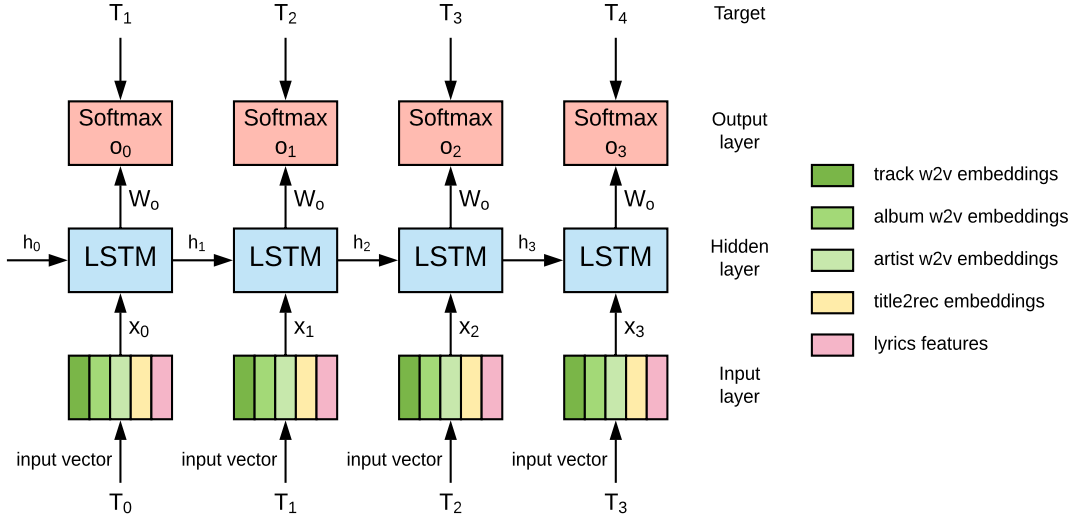 T1 T2 T3 T4 Target
Softmax Softmax Softmax Softmax Output
o0 o1 o2 o3 layer
Wo Wo Wo Wo
h0 h1 h2 h3
LSTM LSTM LSTM LSTM Hidden
layer
x0 x1 x2 x3
Input
layer
input vector input vector input vector input vector
T0 T1 T2 T3
track w2v embeddings
album w2v embeddings
artist w2v embeddings
title2rec embeddings
lyrics features